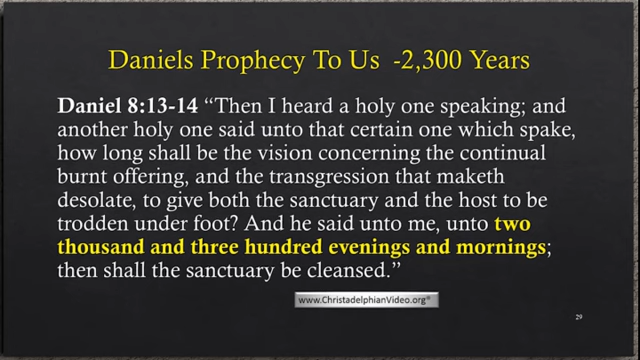 Daniels Prophecy To Us -2,300 Years
Daniel 8:13-14 “Then I heard a holy one speaking; and
another holy one said unto that certain one which spake,
how long shall be the vision concerning the continual
burnt offering, and the transgression that maketh
desolate, to give both the sanctuary and the host to be
trodden under foot? And he said unto me, unto two
thousand and three hundred evenings and mornings;
then shall the sanctuary be cleansed.”
www.ChristadelphianVideo.org®
29